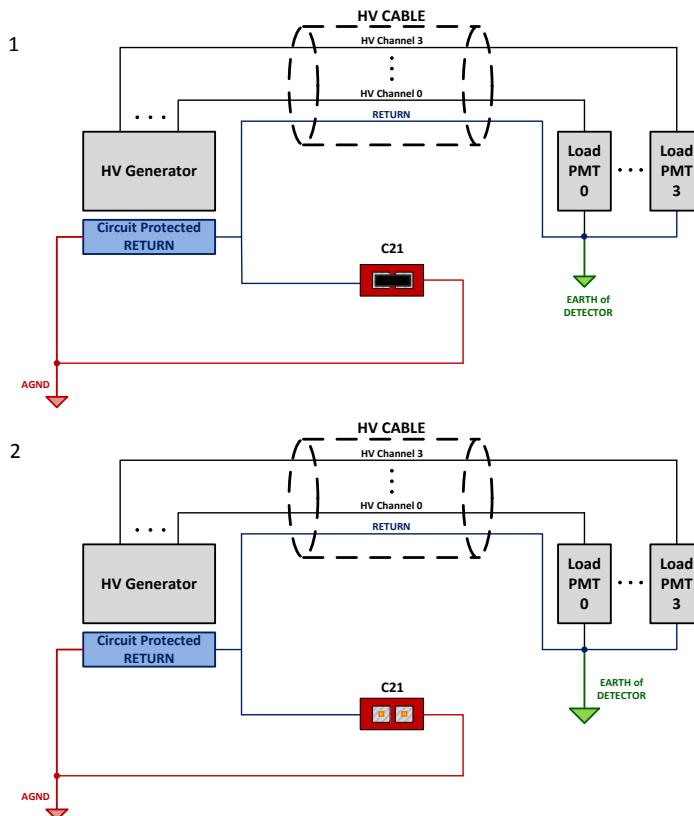 1
HV CABLE
HV Channel 3
HV Channel 0
RETURN
HV Generator
Load
PMT
0
Load
PMT
3
Circuit Protected
RETURN
C21
EARTH of
DETECTOR
AGND
2
HV CABLE
HV Channel 3
HV Channel 0
RETURN
HV Generator
Load
PMT
0
Load
PMT
3
Circuit Protected
RETURN
C21
EARTH of
DETECTOR
AGND